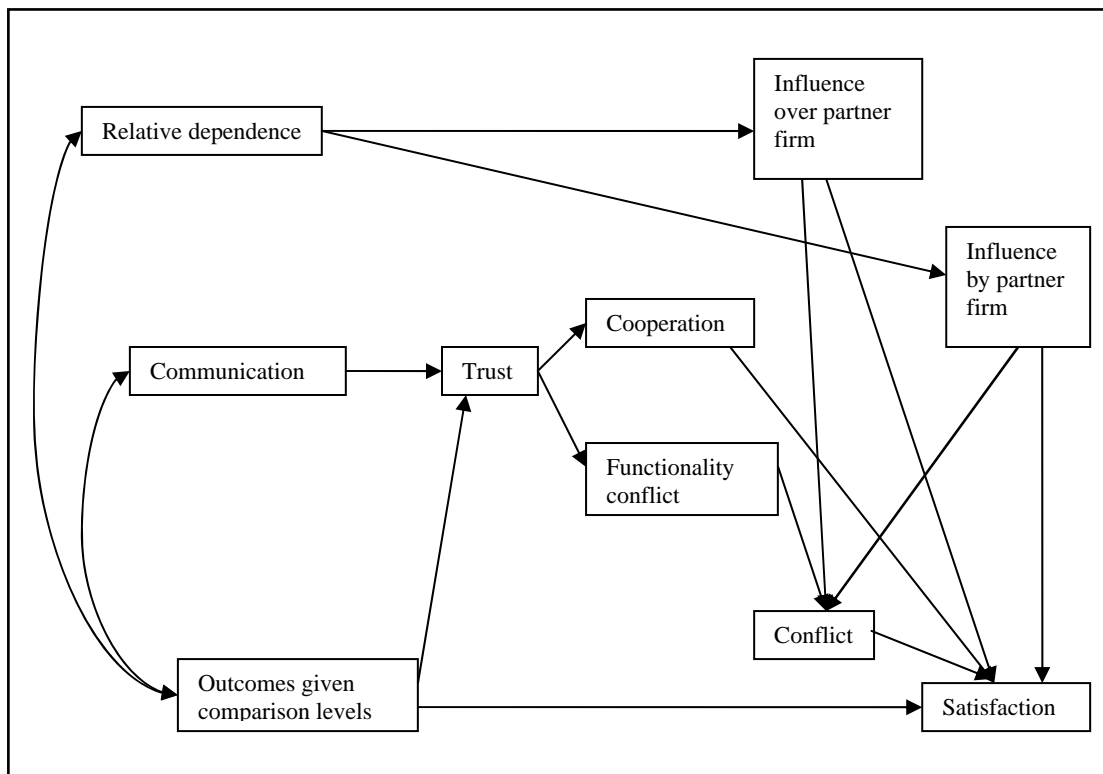 Influence
over partner
firm
Relative dependence
Influence
by partner
firm
Cooperation
Communication
Trust
Functionality
conflict
Conflict
Outcomes given
comparison levels
Satisfaction